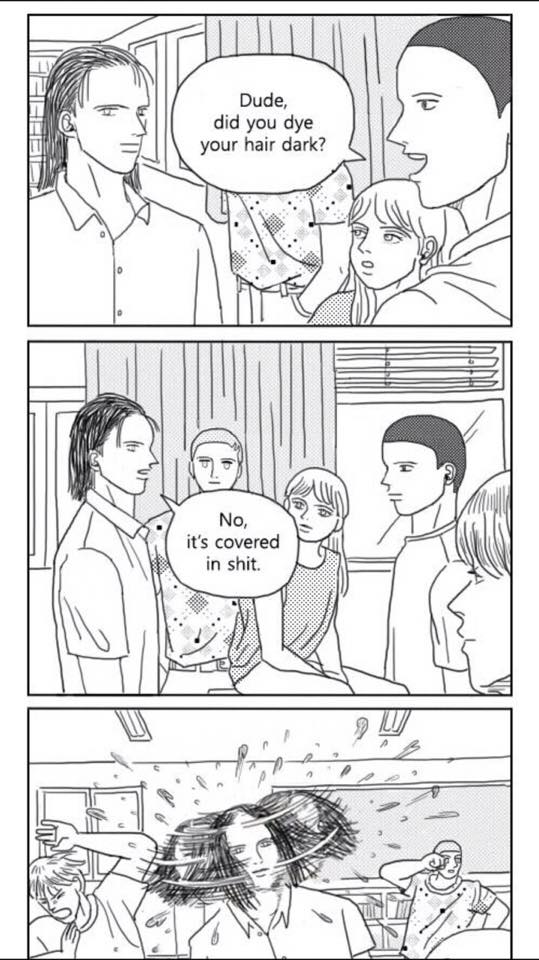 Dude,
did you dye
your hair dark?
No,
it's covered
in shit.